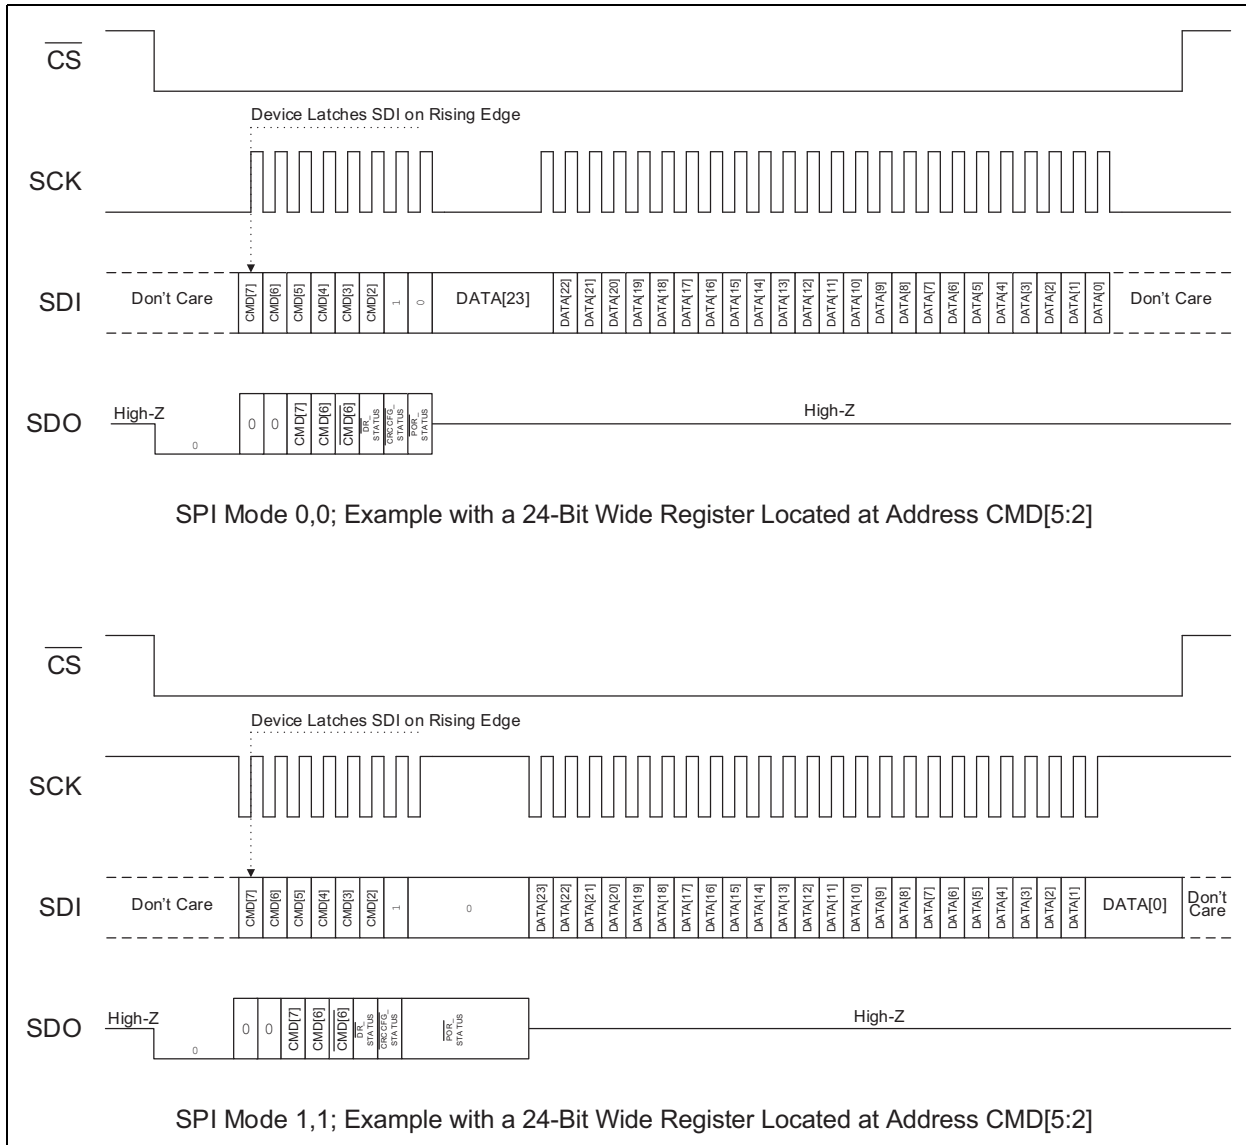 CS
Device Latches SDI on Rising Edge
SCK
SDI Don't Care CMD[7] CMD[6] CMD[5] CMD[4] CMD[3] CMD[2] 1 0 DATA[23] DATA[22] DATA[21] DATA[20] DATA[19] DATA[18] DATA[17] DATA[16] DATA[15] DATA[14] DATA[13] DATA[12] DATA[11] DATA[10] DATA[9] DATA[8] DATA[7] DATA[6] DATA[5] DATA[4] DATA[3] DATA[2] DATA[1] DATA[0] Don't Care
SDO High-Z 0 0 0 CMD[7] CMD[6] CMD[6] DR_STATUS CRCCFG_STATUS POR_STATUS High-Z
SPI Mode 0,0; Example with a 24-Bit Wide Register Located at Address CMD[5:2]
CS
Device Latches SDI on Rising Edge
SCK
SDI Don't Care CMD[7] CMD[6] CMD[5] CMD[4] CMD[3] CMD[2] 1 0 DATA[23] DATA[22] DATA[21] DATA[20] DATA[19] DATA[18] DATA[17] DATA[16] DATA[15] DATA[14] DATA[13] DATA[12] DATA[11] DATA[10] DATA[9] DATA[8] DATA[7] DATA[6] DATA[5] DATA[4] DATA[3] DATA[2] DATA[1] DATA[0] Don't Care
SDO High-Z 0 0 0 CMD[7] CMD[6] CMD[6] DR_STATUS CRCCFG_STATUS POR_STATUS High-Z
SPI Mode 1,1; Example with a 24-Bit Wide Register Located at Address CMD[5:2]